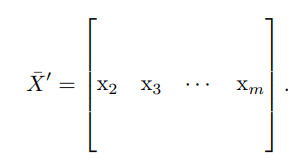 X̄′ = [x₂ x₃ ⋯ xₘ].